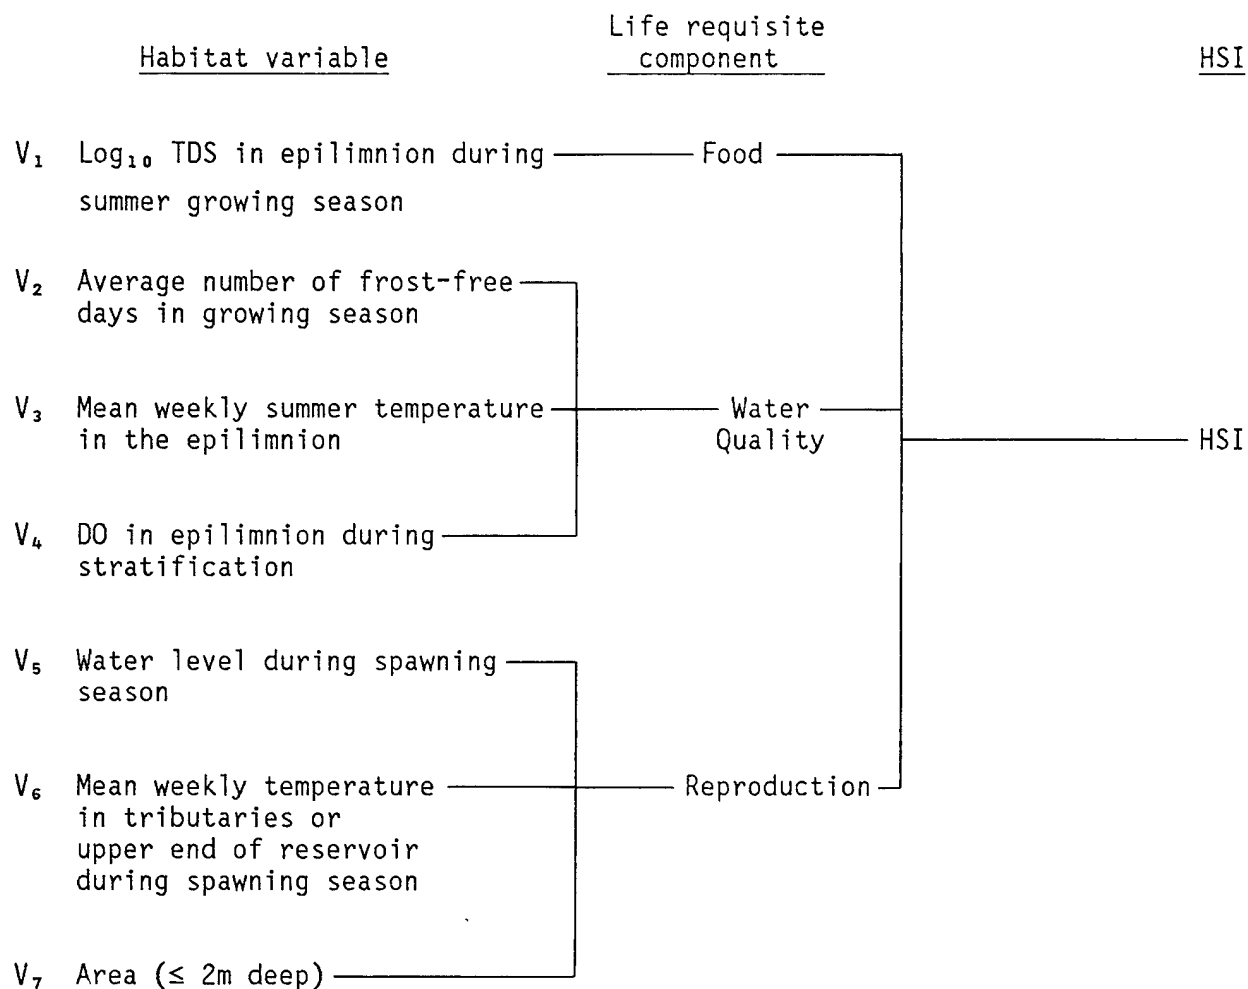 Life requisite
Habitat variable component HSI
V₁ Log₁₀ TDS in epilimnion during Food
summer growing season
V₂ Average number of frost-free
days in growing season
V₃ Mean weekly summer temperature Water
in the epilimnion Quality HSI
V₄ DO in epilimnion during
stratification
V₅ Water level during spawning
season
V₆ Mean weekly temperature Reproduction
in tributaries or
upper end of reservoir
during spawning season
V₇ Area (≤ 2m deep)